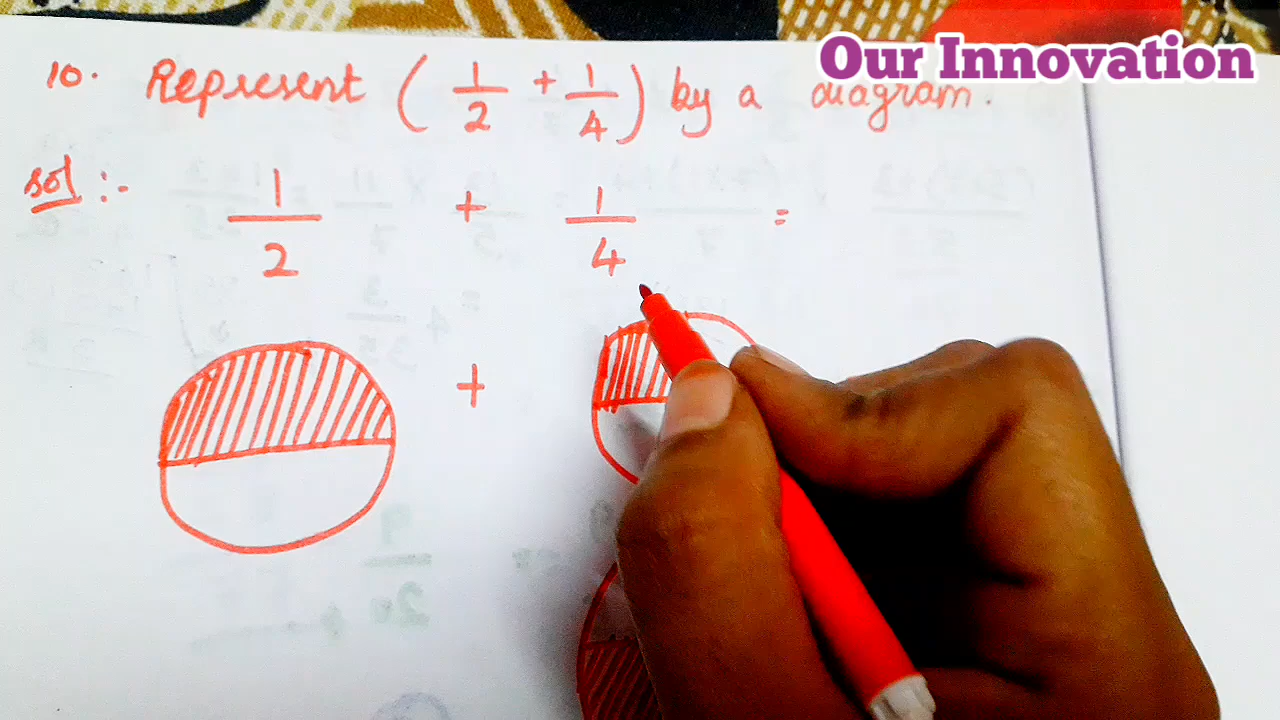 Our Innovation
10. Represent ( 1/2 + 1/4 ) by a diagram.
sol :- 1/2 + 1/4 =
+